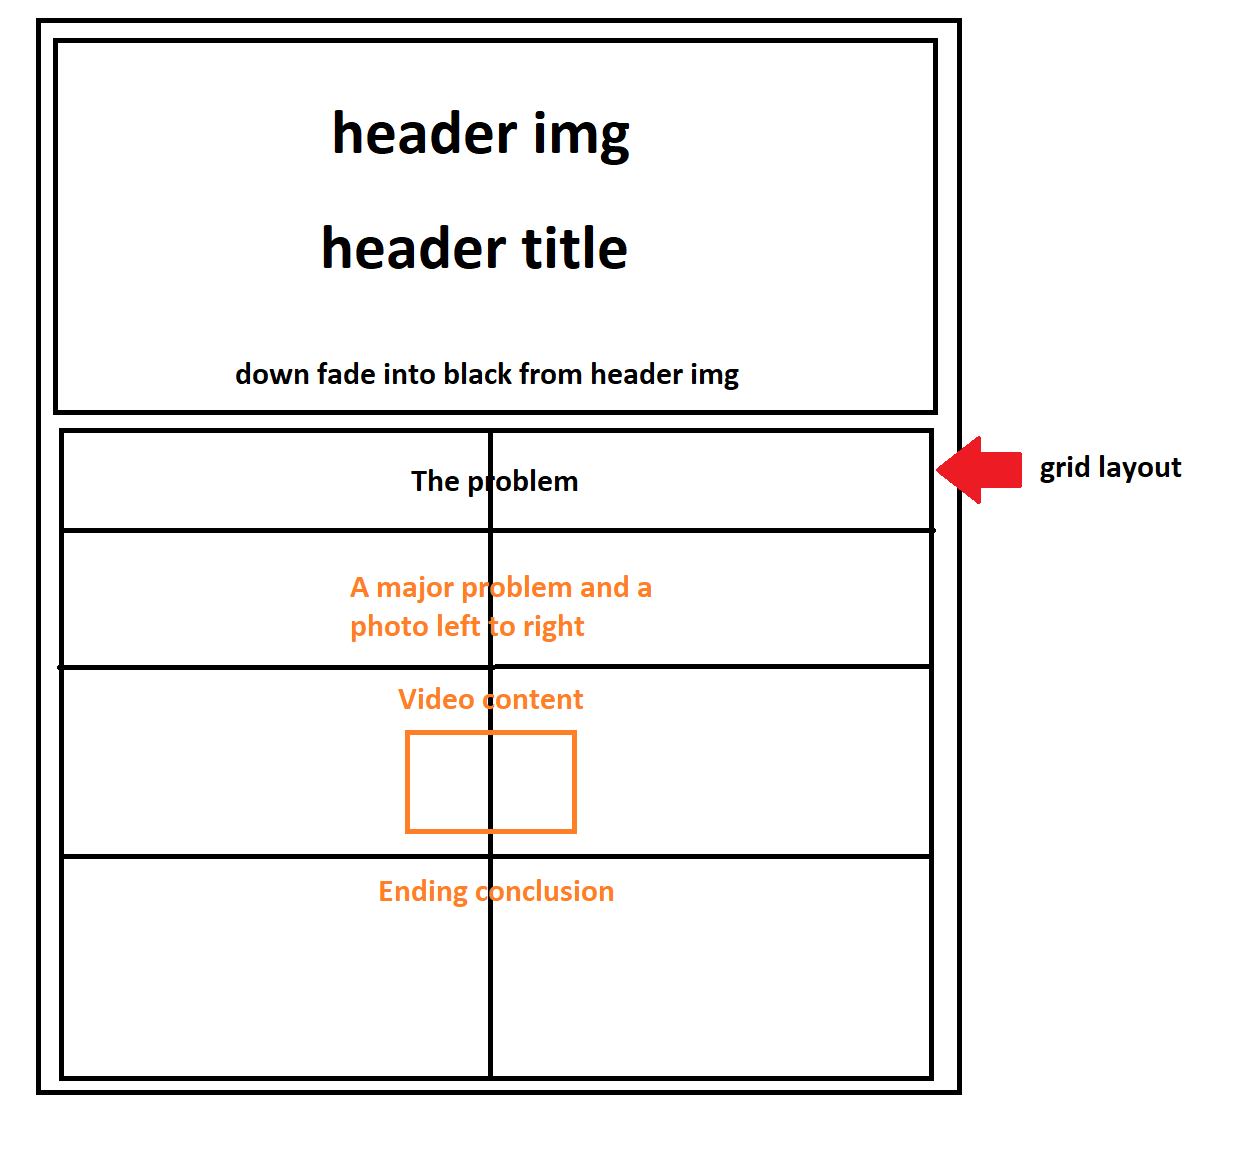 header img
header title
down fade into black from header img
The problem
grid layout
A major problem and a
photo left to right
Video content
Ending conclusion